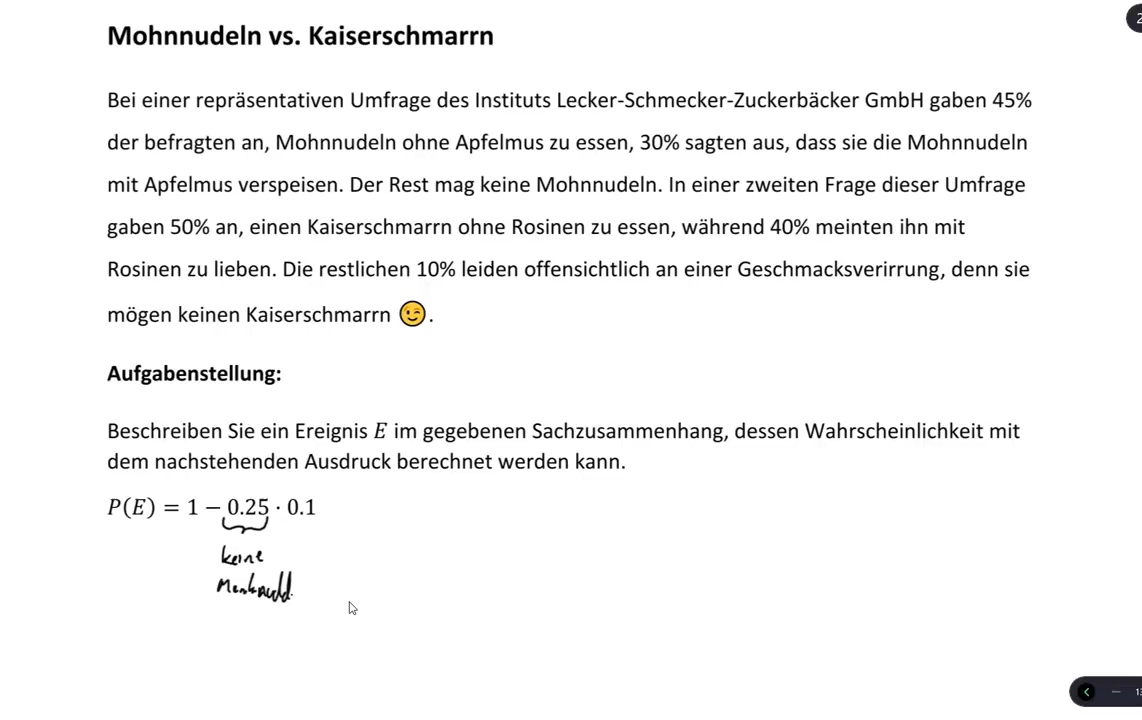 Mohnnudeln vs. Kaiserschmarrn
Bei einer repräsentativen Umfrage des Instituts Lecker-Schmecker-Zuckerbäcker GmbH gaben 45%
der befragten an, Mohnnudeln ohne Apfelmus zu essen, 30% sagten aus, dass sie die Mohnnudeln
mit Apfelmus verspeisen. Der Rest mag keine Mohnnudeln. In einer zweiten Frage dieser Umfrage
gaben 50% an, einen Kaiserschmarrn ohne Rosinen zu essen, während 40% meinten ihn mit
Rosinen zu lieben. Die restlichen 10% leiden offensichtlich an einer Geschmacksverirrung, denn sie
mögen keinen Kaiserschmarrn 😉.
Aufgabenstellung:
Beschreiben Sie ein Ereignis E im gegebenen Sachzusammenhang, dessen Wahrscheinlichkeit mit
dem nachstehenden Ausdruck berechnet werden kann.
P(E) = 1 − 0.25 · 0.1
keine